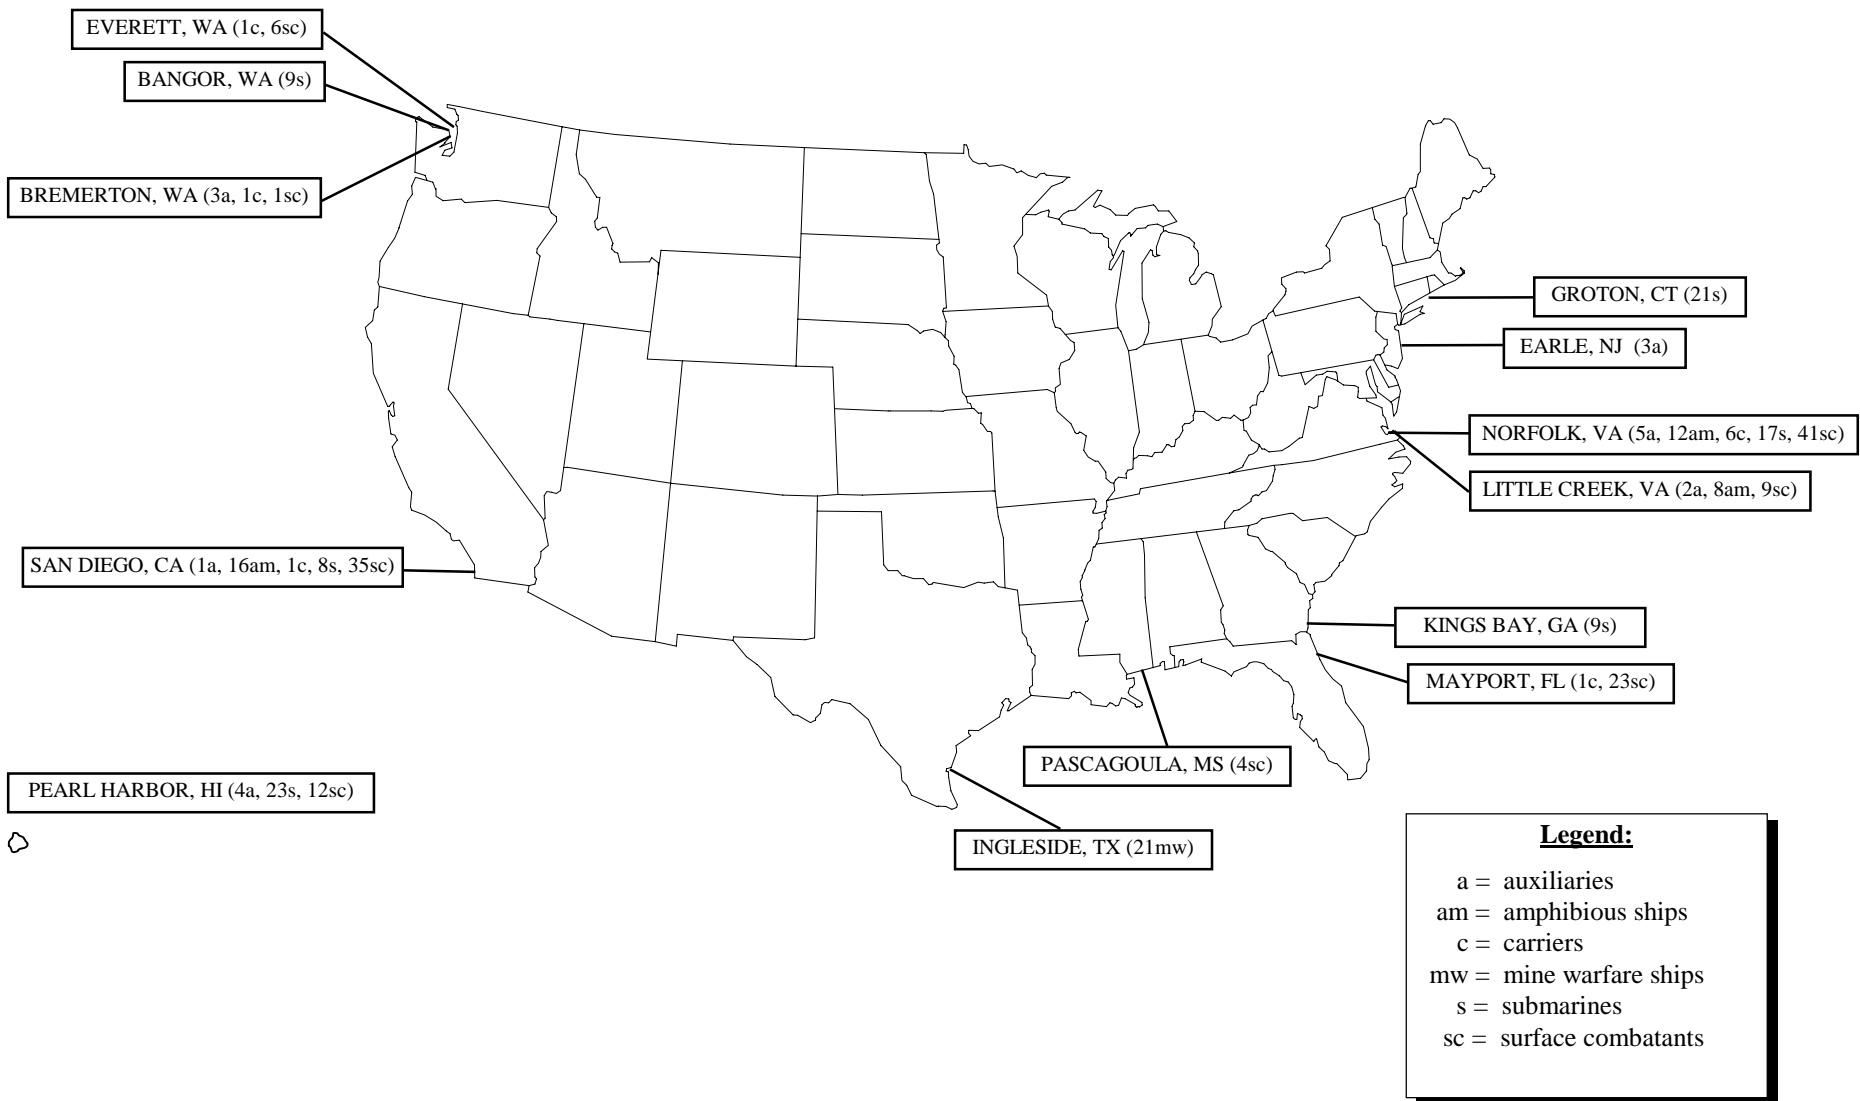 EVERETT, WA (1c, 6sc)
BANGOR, WA (9s)
BREMERTON, WA (3a, 1c, 1sc)
GROTON, CT (21s)
EARLE, NJ (3a)
NORFOLK, VA (5a, 12am, 6c, 17s, 41sc)
LITTLE CREEK, VA (2a, 8am, 9sc)
SAN DIEGO, CA (1a, 16am, 1c, 8s, 35sc)
KINGS BAY, GA (9s)
MAYPORT, FL (1c, 23sc)
PASCAGOULA, MS (4sc)
PEARL HARBOR, HI (4a, 23s, 12sc)
INGLESIDE, TX (21mw)
Legend:
a = auxiliaries
am = amphibious ships
c = carriers
mw = mine warfare ships
s = submarines
sc = surface combatants